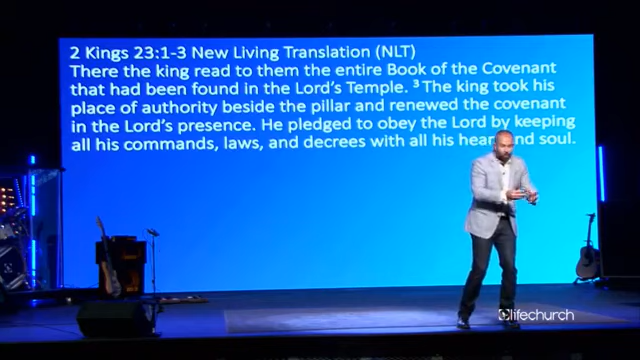 2 Kings 23:1-3 New Living Translation (NLT)
There the king read to them the entire Book of the Covenant
that had been found in the Lord’s Temple. ³ The king took his
place of authority beside the pillar and renewed the covenant
in the Lord’s presence. He pledged to obey the Lord by keeping
all his commands, laws, and decrees with all his heart and soul.
lifechurch